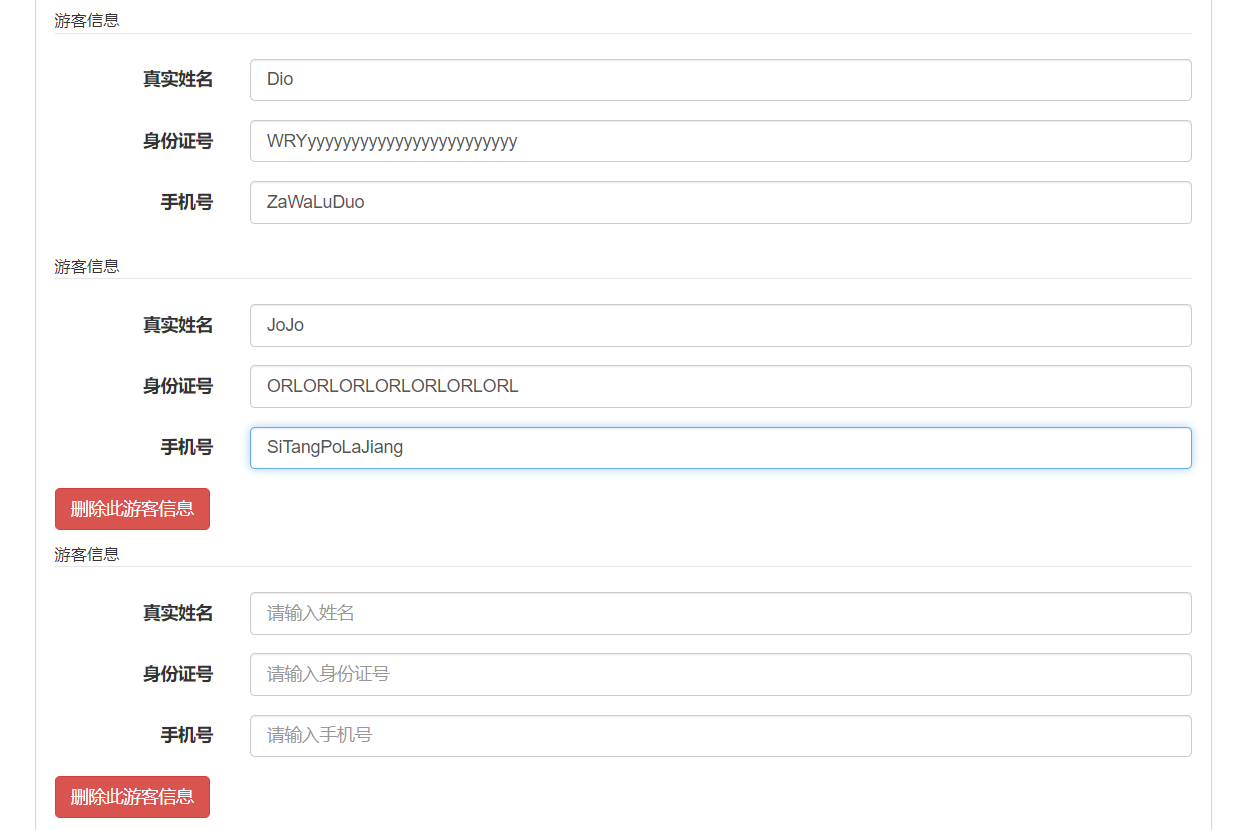 游客信息
真实姓名 Dio
身份证号 WRYyyyyyyyyyyyyyyyyyyyyyyyy
手机号 ZaWaLuDuo
游客信息
真实姓名 JoJo
身份证号 ORLORLORLORLORLORLORL
手机号 SiTangPoLaJiang
删除此游客信息
游客信息
真实姓名 请输入姓名
身份证号 请输入身份证号
手机号 请输入手机号
删除此游客信息